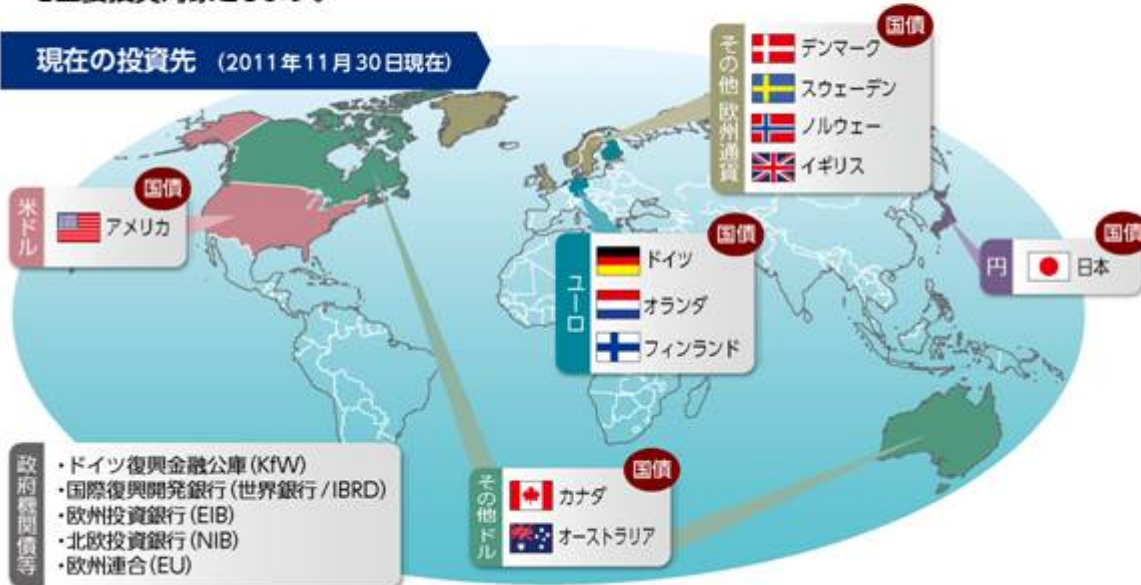 現在の投資先 (2011年11月30日現在)
その他 欧州通貨
国債
デンマーク
スウェーデン
ノルウェー
イギリス
米ドル
国債
アメリカ
ユーロ
国債
ドイツ
オランダ
フィンランド
円
国債
日本
政府機関債等
・ドイツ復興金融公庫(KfW)
・国際復興開発銀行(世界銀行/IBRD)
・欧州投資銀行(EIB)
・北欧投資銀行(NIB)
・欧州連合(EU)
その他ドル
国債
カナダ
オーストラリア